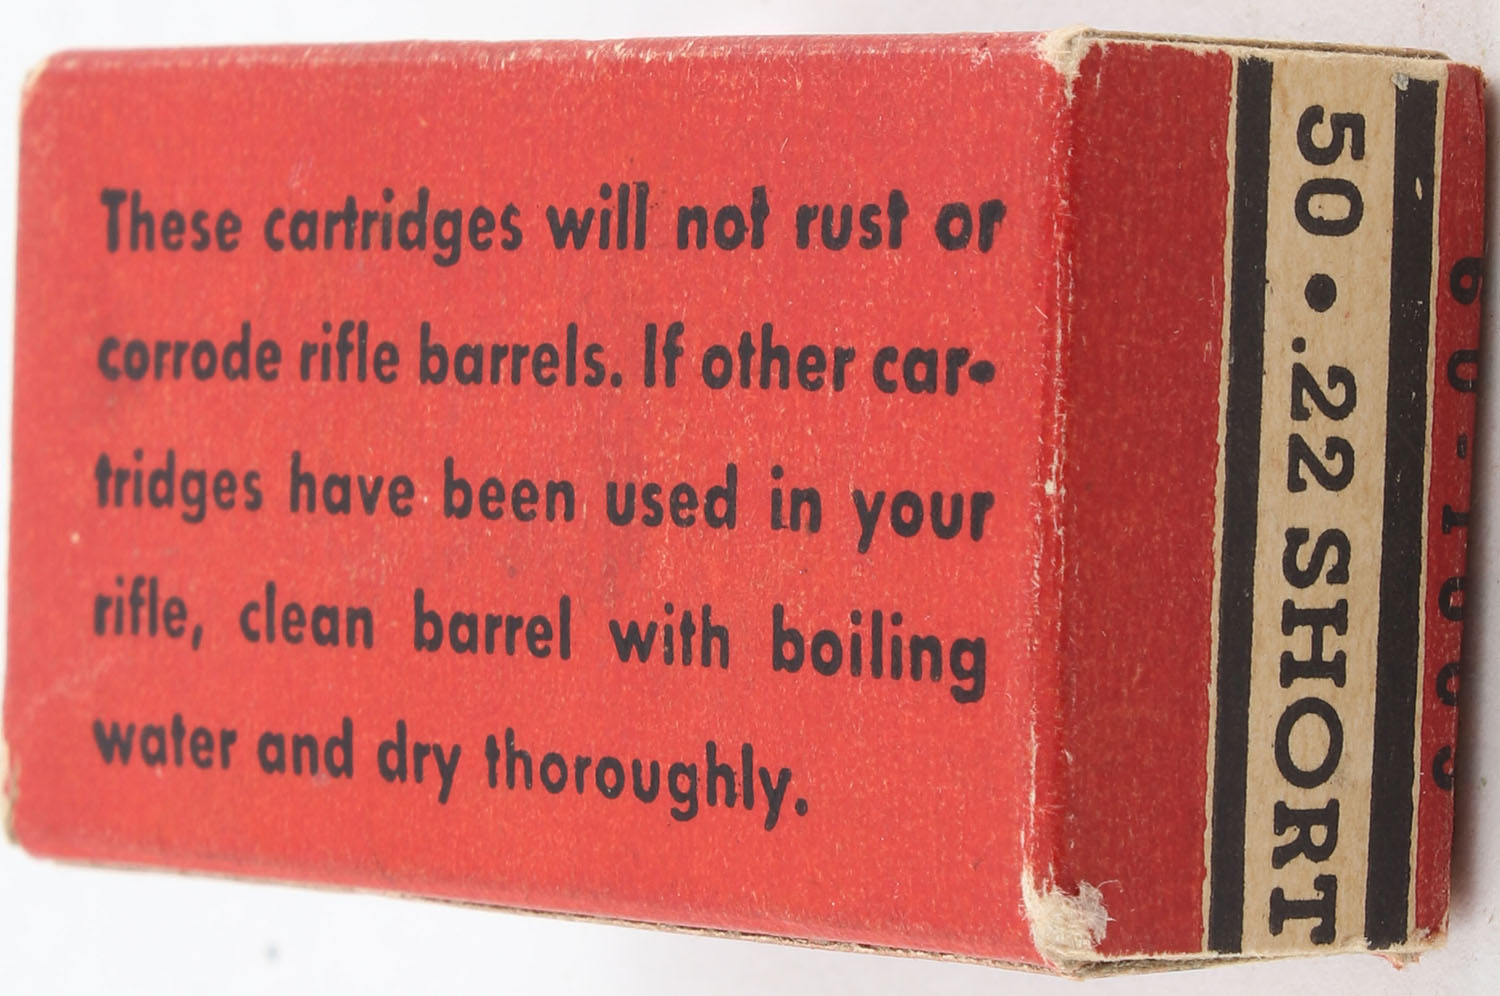 These cartridges will not rust or
corrode rifle barrels. If other car-
tridges have been used in your
rifle, clean barrel with boiling
water and dry thoroughly.
50 • .22 SHORT